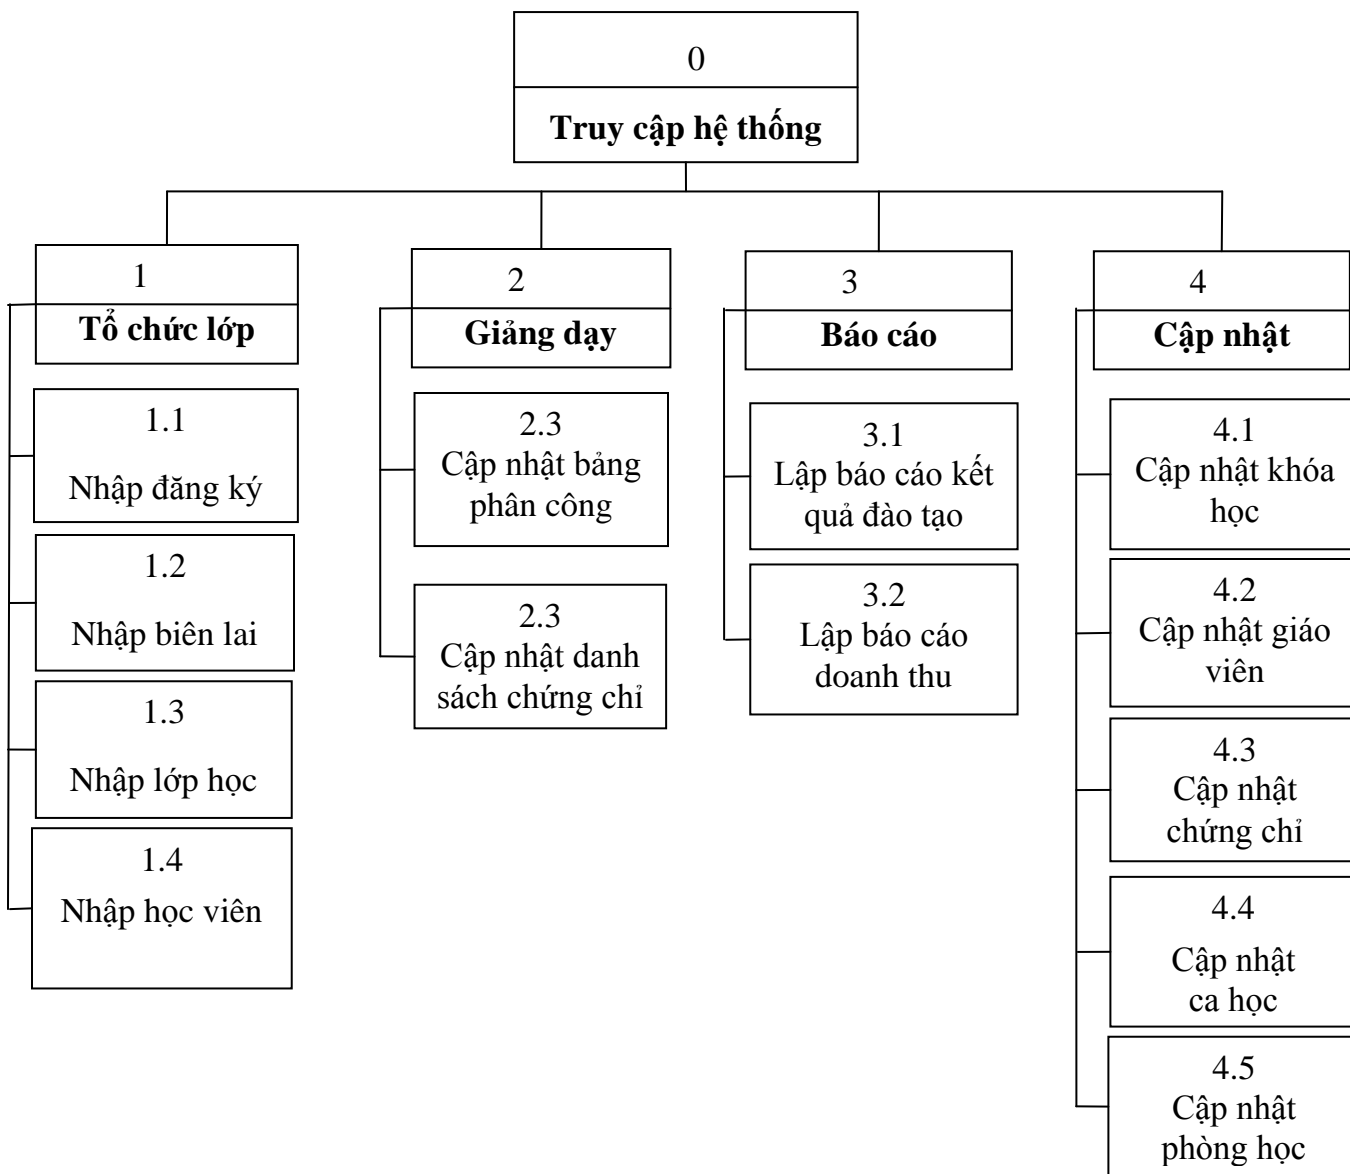 0
Truy cập hệ thống
1
Tổ chức lớp
1.1
Nhập đăng ký
1.2
Nhập biên lai
1.3
Nhập lớp học
1.4
Nhập học viên
2
Giảng dạy
2.3
Cập nhật bảng
phân công
2.3
Cập nhật danh
sách chứng chỉ
3
Báo cáo
3.1
Lập báo cáo kết
quả đào tạo
3.2
Lập báo cáo
doanh thu
4
Cập nhật
4.1
Cập nhật khóa
học
4.2
Cập nhật giáo
viên
4.3
Cập nhật
chứng chỉ
4.4
Cập nhật
ca học
4.5
Cập nhật
phòng học